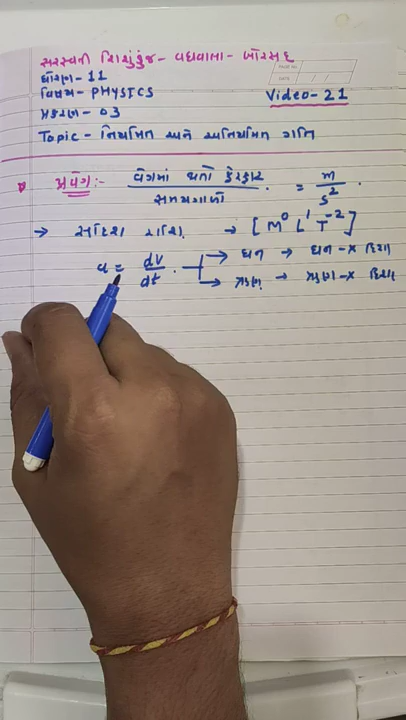 સરસ્વતી શિશુકુંજ - વઘવાલા - બોરસદ
ધોરણ - 11
વિષય - PHYSICS
Video - 21
પ્રકરણ - 03
Topic - નિયમિત અને અનિયમિત ગતિ
પ્રવેગ :- વેગમાં થતો ફેરફાર / સમયગાળો = m/s²
→ સદિશ રાશિ → [M⁰ L¹ T⁻²]
a = dv/dt → ધન → ધન-x દિશા
→ ઋણ → ઋણ-x દિશા